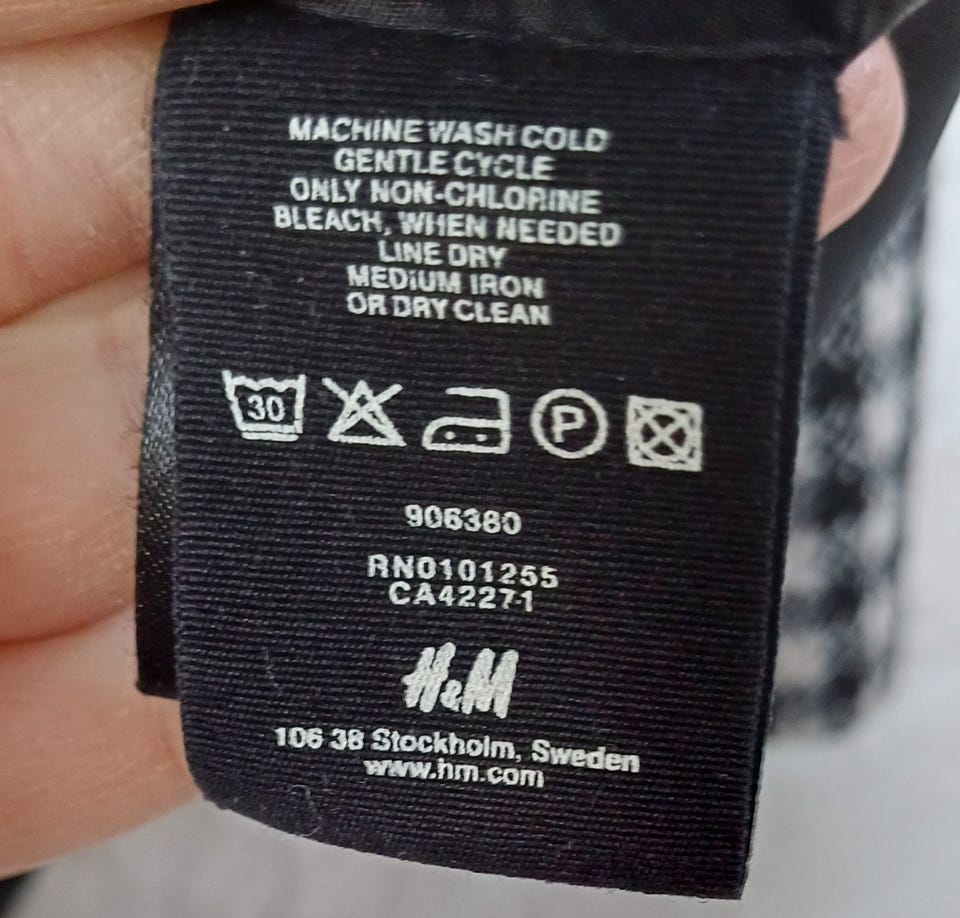 MACHINE WASH COLD
GENTLE CYCLE
ONLY NON-CHLORINE
BLEACH, WHEN NEEDED
LINE DRY
MEDIUM IRON
OR DRY CLEAN
30 P
906380
RN0101255
CA42271
H&M
106 38 Stockholm, Sweden
www.hm.com